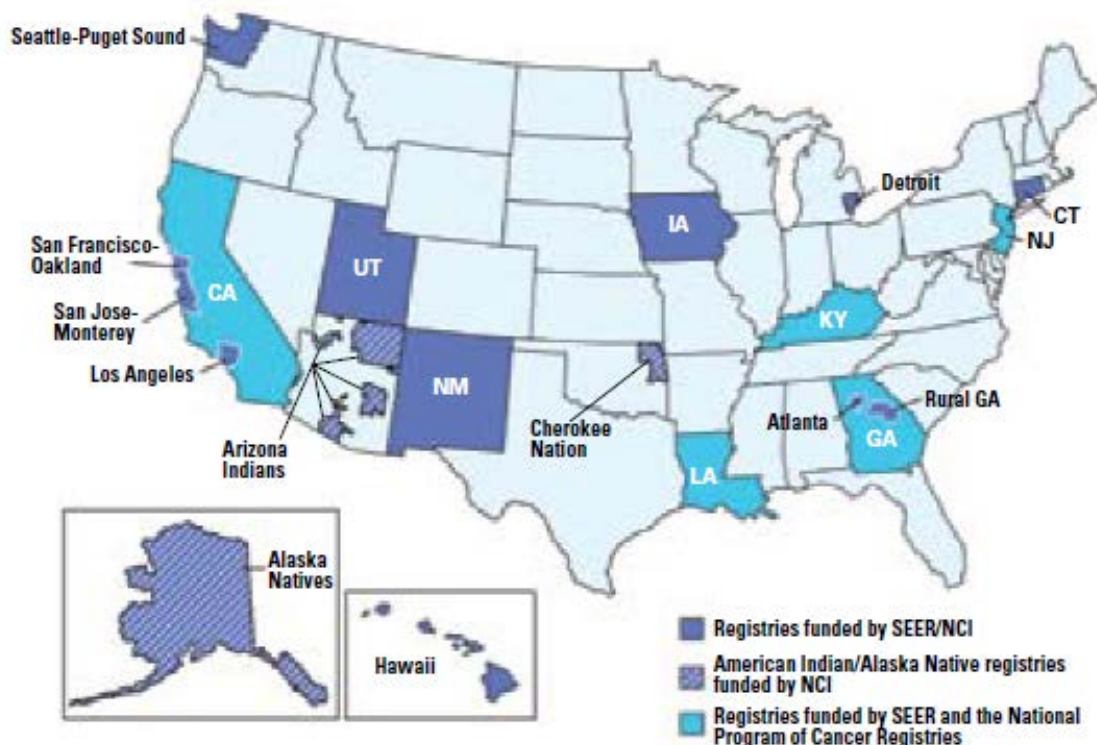 Seattle-Puget Sound
Detroit
CT
NJ
IA
San Francisco-
Oakland
UT
CA
San Jose-
Monterey
KY
Los Angeles
NM
Rural GA
Atlanta
Cherokee
Nation
GA
Arizona
Indians
LA
Alaska
Natives
Hawaii
Registries funded by SEER/NCI
American Indian/Alaska Native registries
funded by NCI
Registries funded by SEER and the National
Program of Cancer Registries